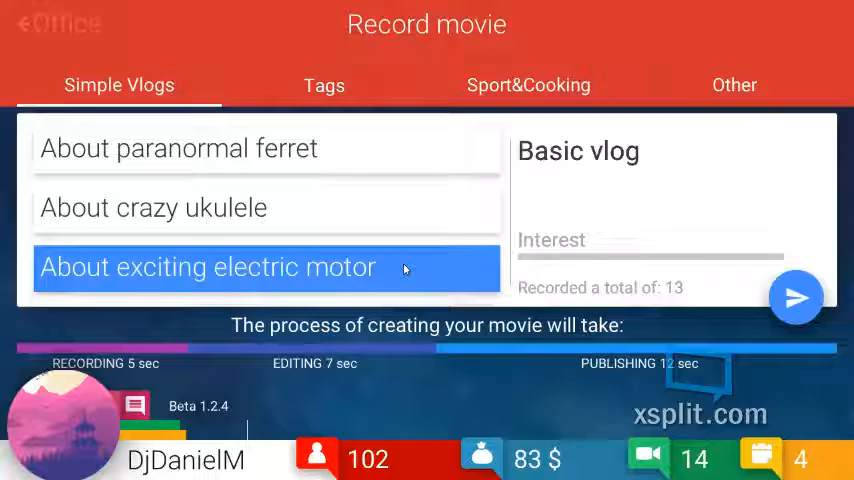 Office
Record movie
Simple Vlogs
Tags
Sport&Cooking
Other
About paranormal ferret
About crazy ukulele
About exciting electric motor
Basic vlog
Interest
Recorded a total of: 13
The process of creating your movie will take:
RECORDING 5 sec
EDITING 7 sec
PUBLISHING 12 sec
Beta 1.2.4
xsplit.com
DjDanielM
102
83 $
14
4